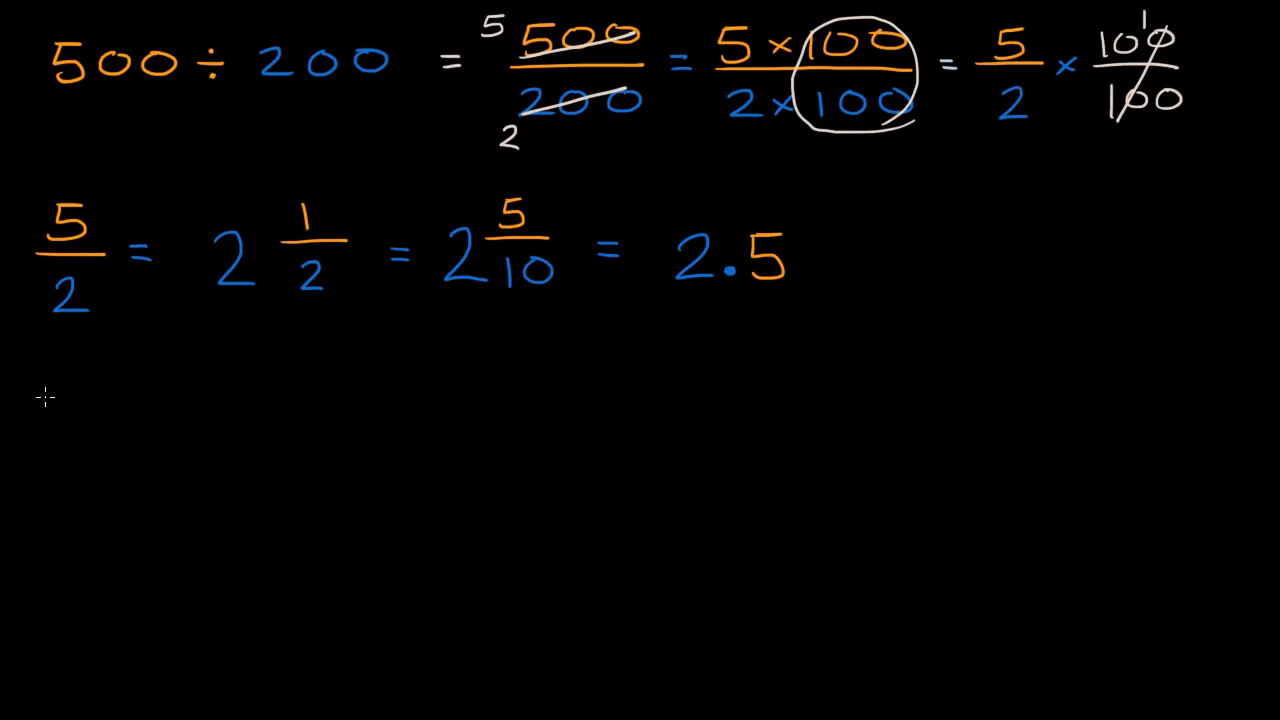 500 ÷ 200 = 5 500/200 2 = 5 × 100/2 × 100 = 5/2 × 100/100 1
5/2 = 2 1/2 = 2 5/10 = 2.5